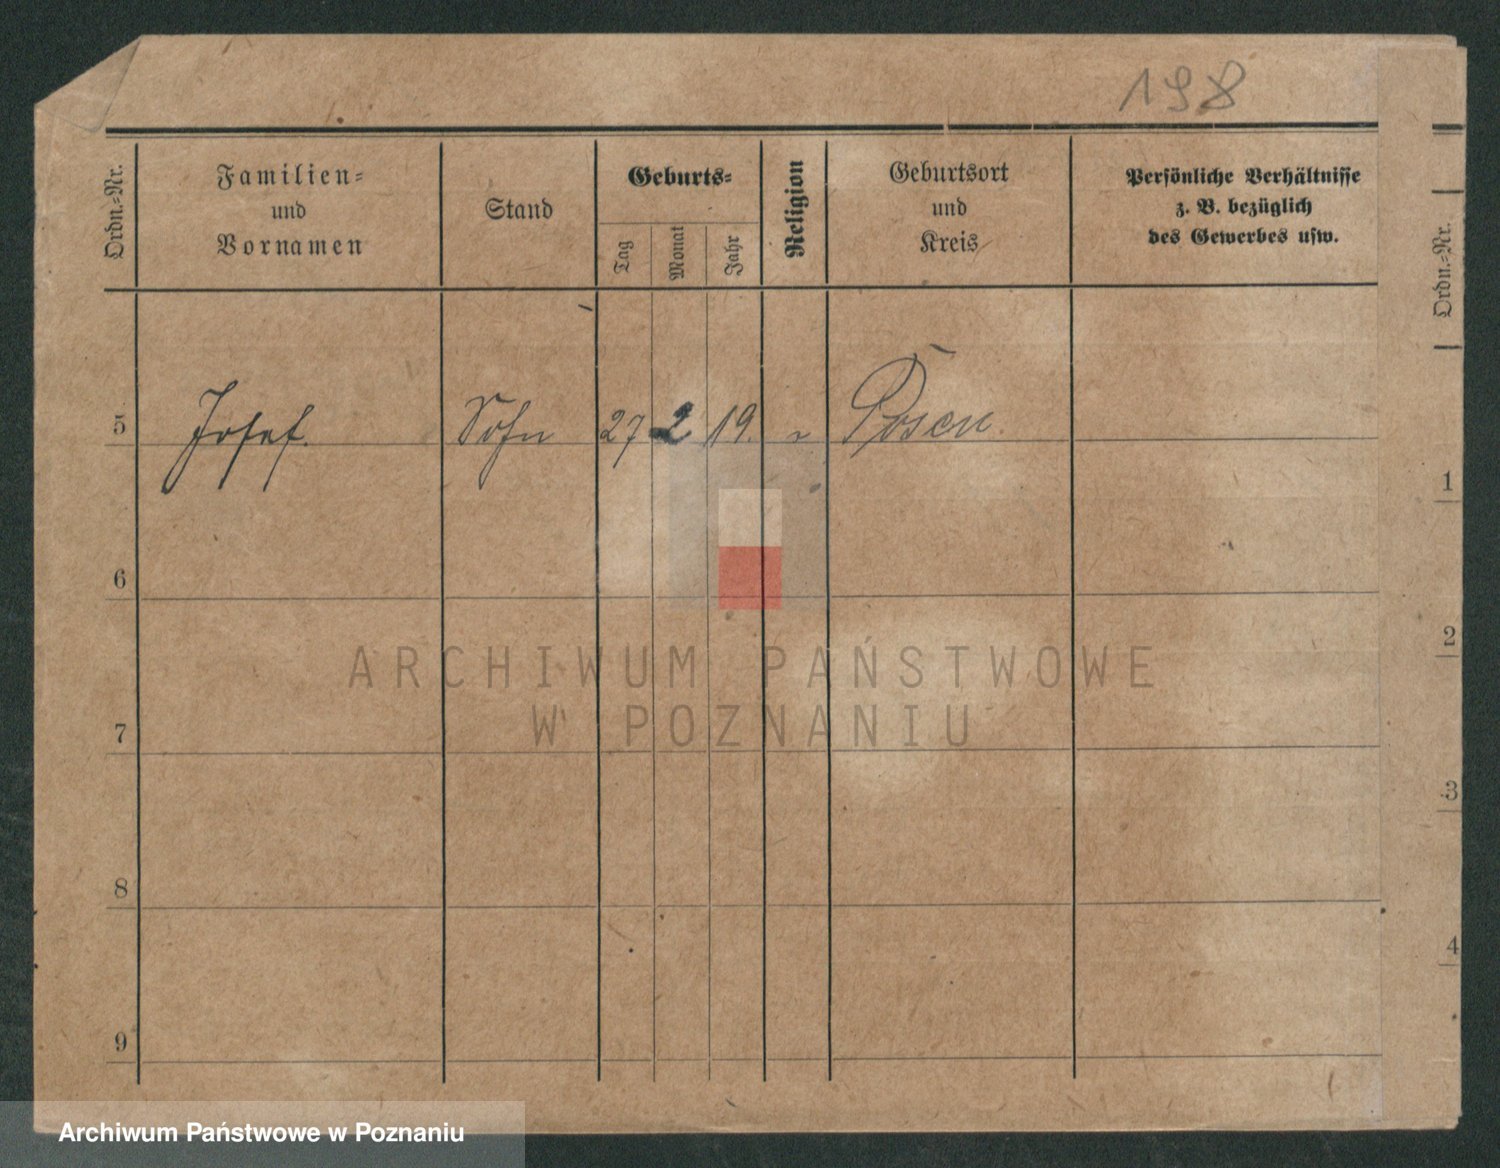 198
Ordn.=Nr.
Familien=
und
Vornamen
Stand
Geburts=
Tag
Monat
Jahr
Religion
Geburtsort
und
Kreis
Persönliche Verhältnisse
z. B. bezüglich
des Gewerbes usw.
Ordn.=Nr.
5 Josef. Sohn 27 2 19. Posen
6
7
8
9
1
2
3
4
ARCHIWUM PAŃSTWOWE
W POZNANIU
Archiwum Państwowe w Poznaniu